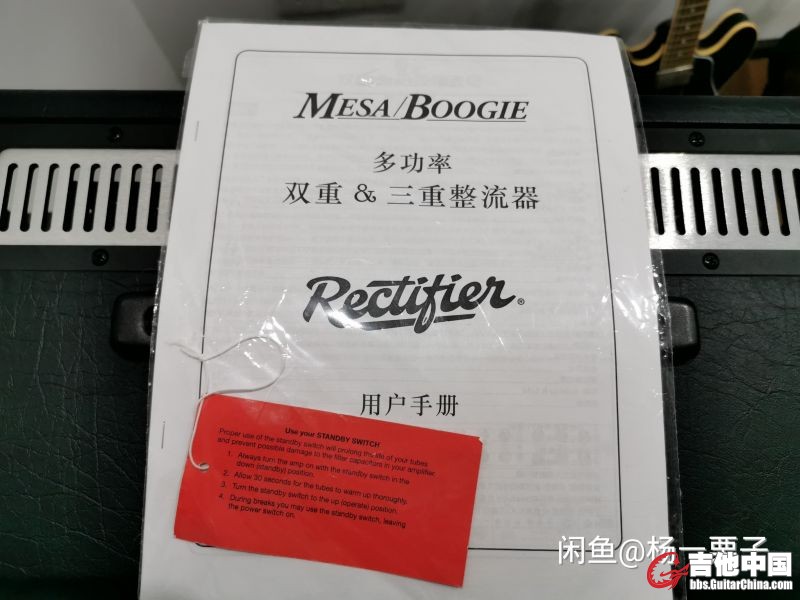 MESA/BOOGIE
多功率
双重 & 三重整流器
Rectifier®
用户手册
Use your STANDBY SWITCH
Proper use of the standby switch will prolong the life of your tubes
and prevent possible damage to the filter capacitors in your amplifier.
1. Always turn the amp on with the standby switch in the
down (standby) position.
2. Allow 30 seconds for the tubes to warm up thoroughly.
3. Turn the standby switch to the up (operate) position.
4. During breaks you may use the standby switch, leaving
the power switch on.
闲鱼@杨一栗子
吉他中国
bbs.GuitarChina.com